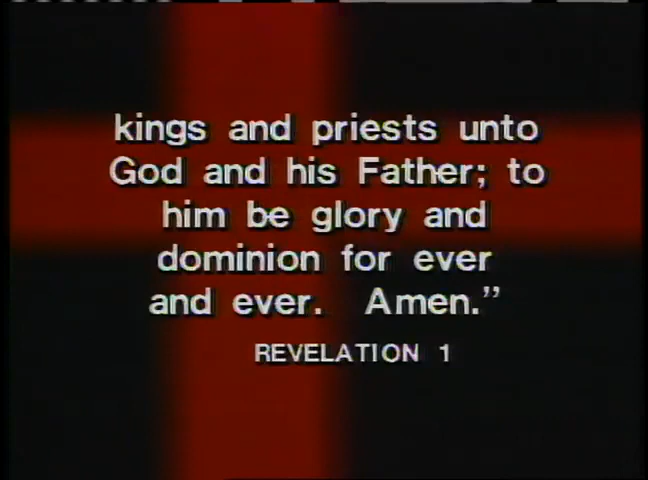 kings and priests unto
God and his Father; to
him be glory and
dominion for ever
and ever.  Amen.”
REVELATION 1